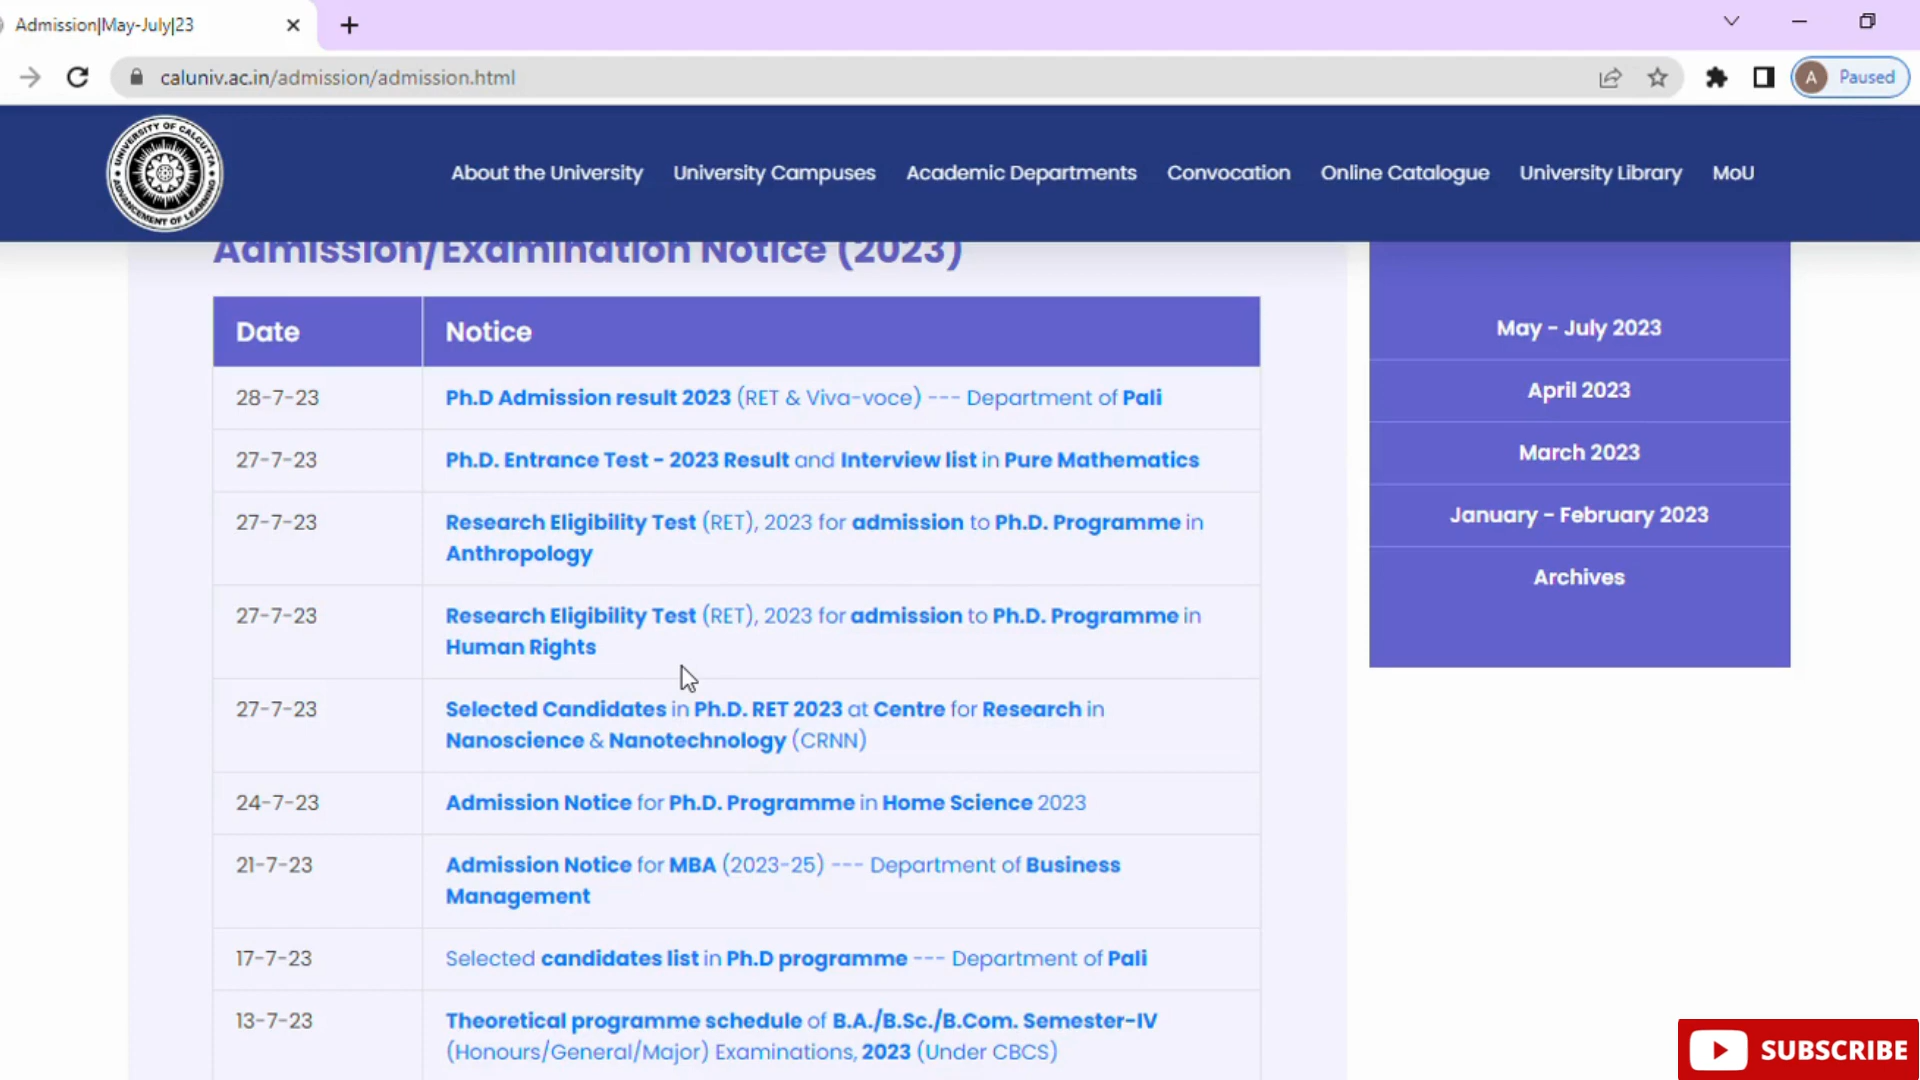 Admission|May-July|23
caluniv.ac.in/admission/admission.html
A Paused
UNIVERSITY OF CALCUTTA
ADVANCEMENT OF LEARNING
About the University University Campuses Academic Departments Convocation Online Catalogue University Library MoU
Admission/Examination Notice (2023)
Date Notice
28-7-23 Ph.D Admission result 2023 (RET & Viva-voce) --- Department of Pali
27-7-23 Ph.D. Entrance Test - 2023 Result and Interview list in Pure Mathematics
27-7-23 Research Eligibility Test (RET), 2023 for admission to Ph.D. Programme in
Anthropology
27-7-23 Research Eligibility Test (RET), 2023 for admission to Ph.D. Programme in
Human Rights
27-7-23 Selected Candidates in Ph.D. RET 2023 at Centre for Research in
Nanoscience & Nanotechnology (CRNN)
24-7-23 Admission Notice for Ph.D. Programme in Home Science 2023
21-7-23 Admission Notice for MBA (2023-25) --- Department of Business
Management
17-7-23 Selected candidates list in Ph.D programme --- Department of Pali
13-7-23 Theoretical programme schedule of B.A./B.Sc./B.Com. Semester-IV
(Honours/General/Major) Examinations, 2023 (Under CBCS)
May - July 2023
April 2023
March 2023
January - February 2023
Archives
SUBSCRIBE